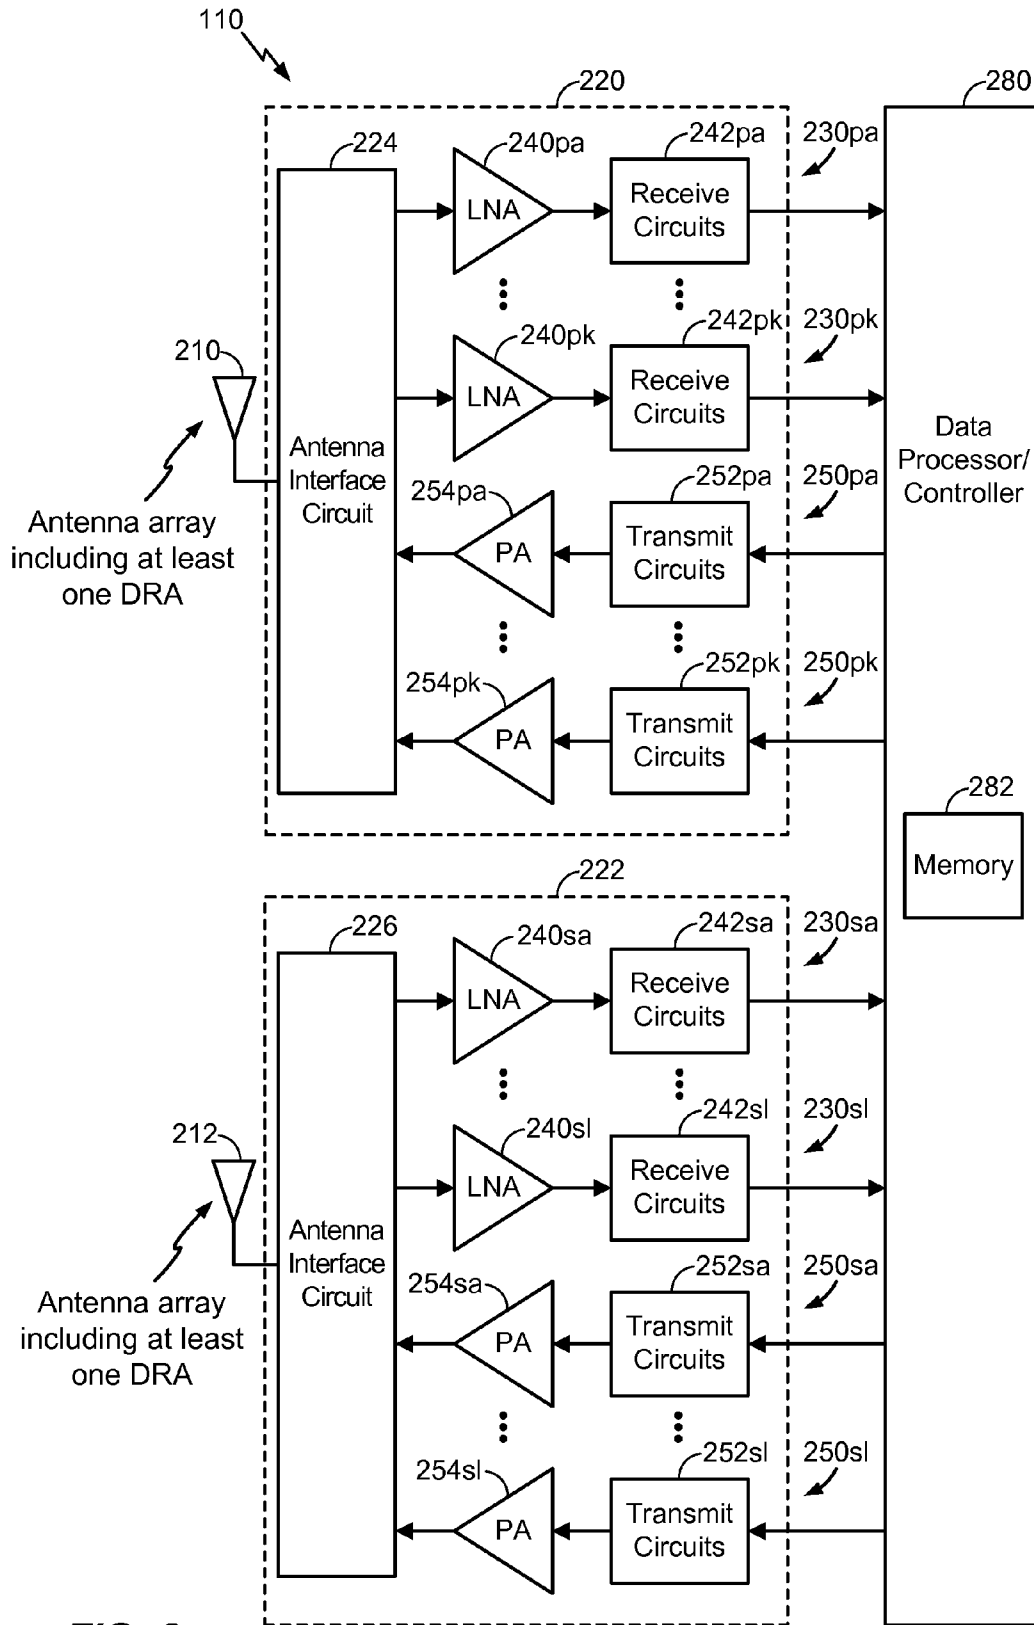 110
220
280
224
240pa
242pa
230pa
LNA
Receive
Circuits
240pk
242pk
230pk
210
LNA
Receive
Circuits
Antenna
Interface
Circuit
Data
Processor/
Controller
Antenna array
including at least
one DRA
254pa
252pa
250pa
PA
Transmit
Circuits
254pk
252pk
250pk
PA
Transmit
Circuits
282
Memory
222
226
240sa
242sa
230sa
LNA
Receive
Circuits
240sl
242sl
230sl
212
LNA
Receive
Circuits
Antenna
Interface
Circuit
Antenna array
including at least
one DRA
254sa
252sa
250sa
PA
Transmit
Circuits
254sl
252sl
250sl
PA
Transmit
Circuits